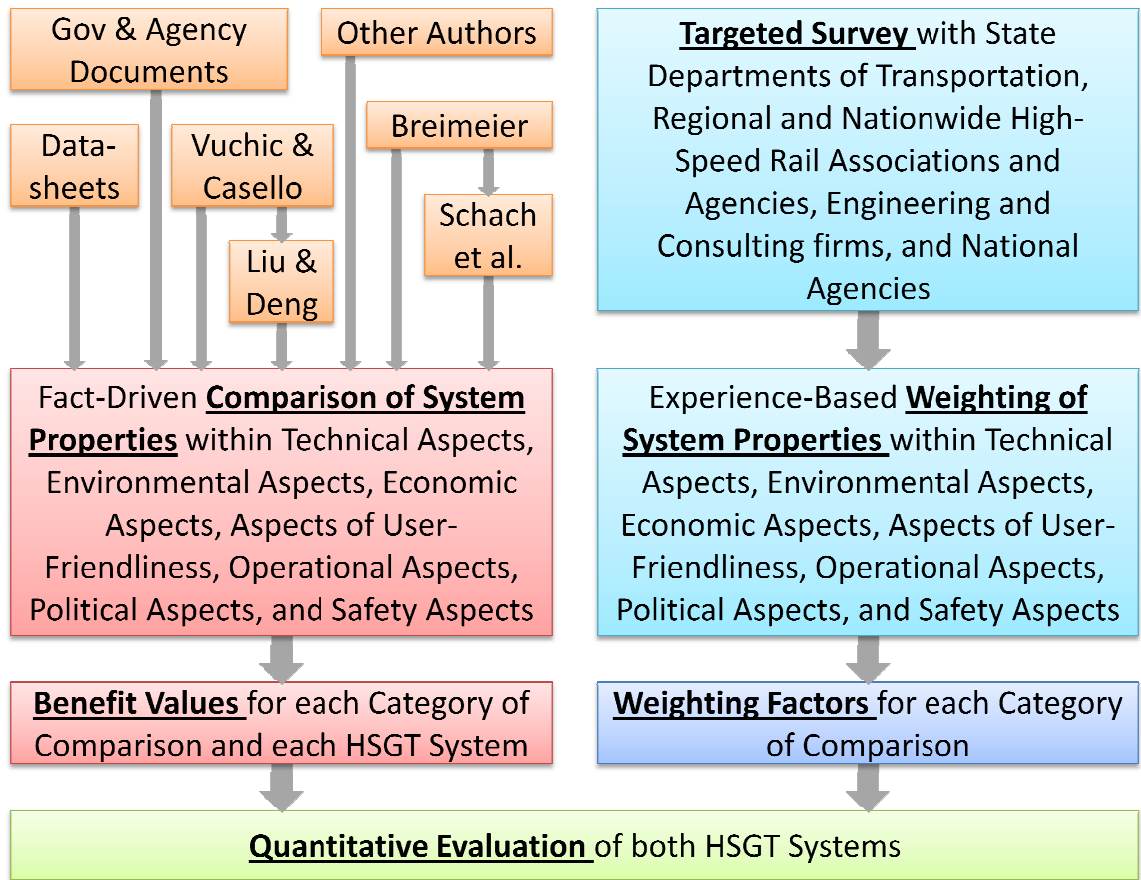 Gov & Agency
Documents
Other Authors
Data-
sheets
Vuchic &
Casello
Breimeier
Liu &
Deng
Schach
et al.
Targeted Survey with State
Departments of Transportation,
Regional and Nationwide High-
Speed Rail Associations and
Agencies, Engineering and
Consulting firms, and National
Agencies
Fact-Driven Comparison of System
Properties within Technical Aspects,
Environmental Aspects, Economic
Aspects, Aspects of User-
Friendliness, Operational Aspects,
Political Aspects, and Safety Aspects
Experience-Based Weighting of
System Properties within Technical
Aspects, Environmental Aspects,
Economic Aspects, Aspects of User-
Friendliness, Operational Aspects,
Political Aspects, and Safety Aspects
Benefit Values for each Category of
Comparison and each HSGT System
Weighting Factors for each Category
of Comparison
Quantitative Evaluation of both HSGT Systems